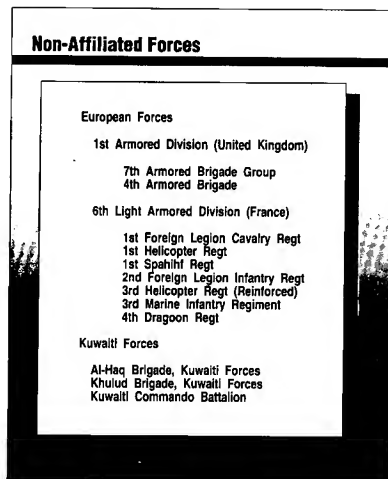 Non-Affiliated Forces
European Forces
1st Armored Division (United Kingdom)
7th Armored Brigade Group
4th Armored Brigade
6th Light Armored Division (France)
1st Foreign Legion Cavalry Regt
1st Helicopter Regt
1st Spahihf Regt
2nd Foreign Legion Infantry Regt
3rd Helicopter Regt (Reinforced)
3rd Marine Infantry Regiment
4th Dragoon Regt
Kuwaiti Forces
Al-Haq Brigade, Kuwaiti Forces
Khulud Brigade, Kuwaiti Forces
Kuwaiti Commando Battalion